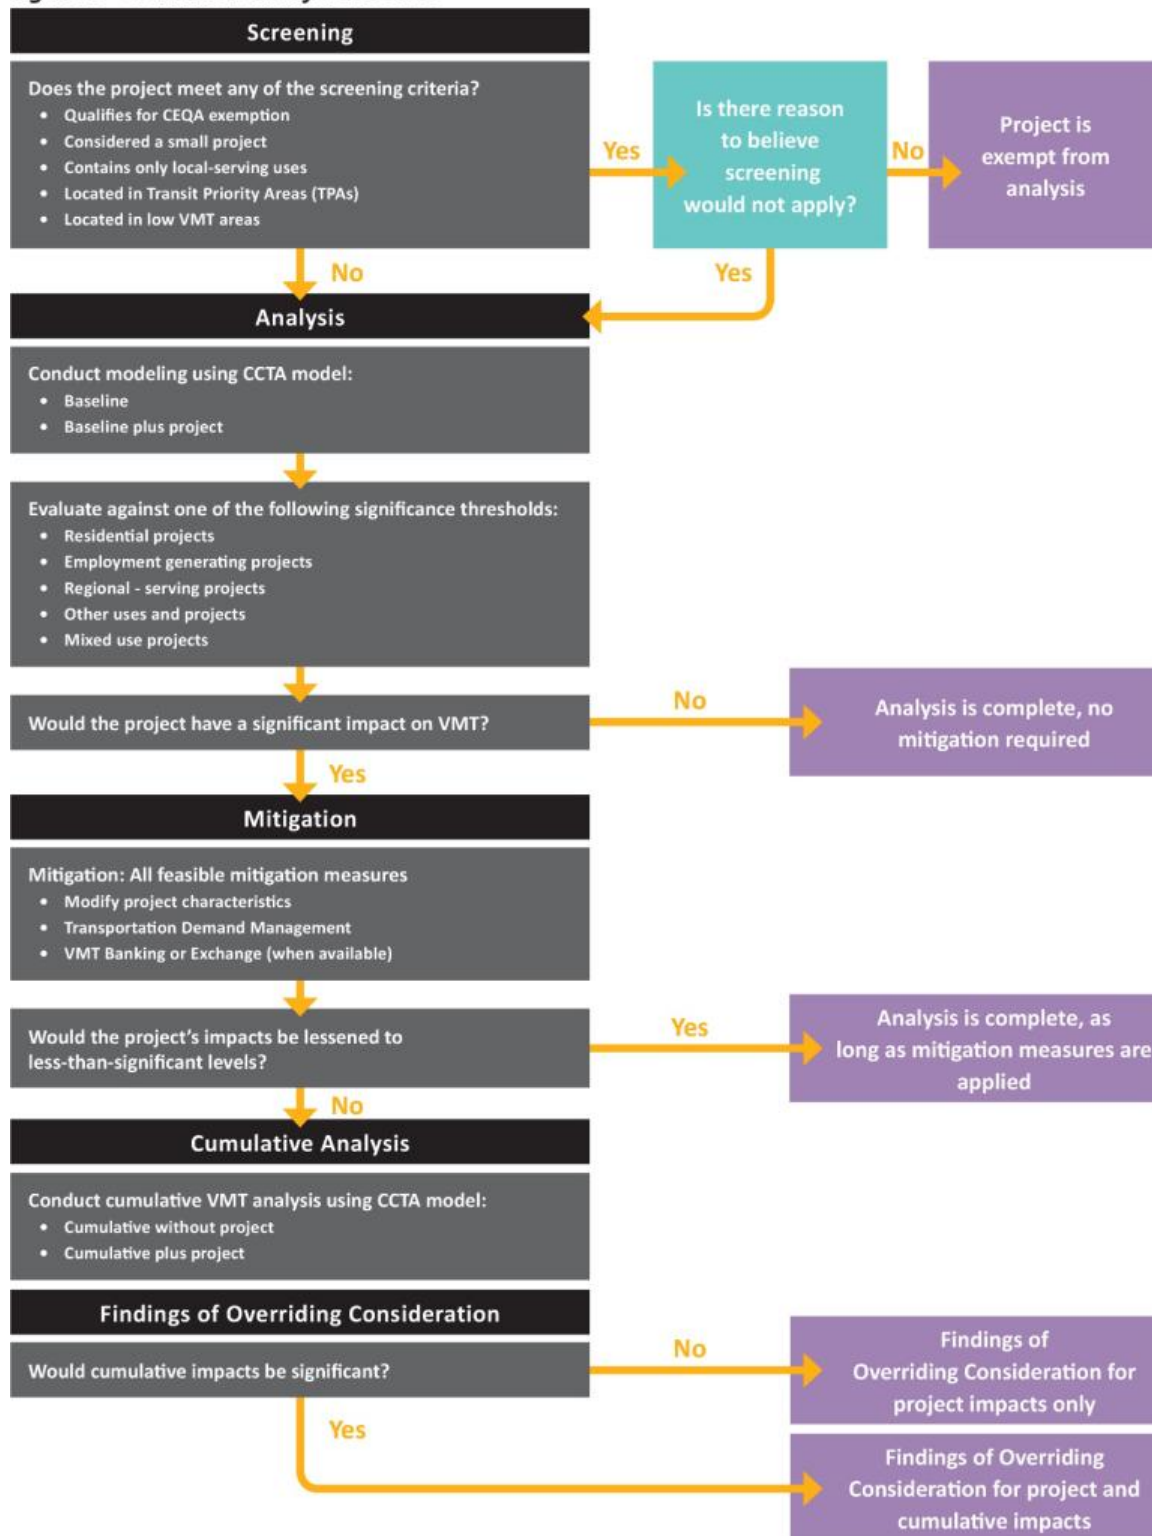 Screening
Does the project meet any of the screening criteria?
• Qualifies for CEQA exemption
• Considered a small project
• Contains only local-serving uses
• Located in Transit Priority Areas (TPAs)
• Located in low VMT areas
Yes
Is there reason
to believe
screening
would not apply?
No
Project is
exempt from
analysis
No
Yes
Analysis
Conduct modeling using CCTA model:
• Baseline
• Baseline plus project
Evaluate against one of the following significance thresholds:
• Residential projects
• Employment generating projects
• Regional - serving projects
• Other uses and projects
• Mixed use projects
Would the project have a significant impact on VMT?
No
Analysis is complete, no
mitigation required
Yes
Mitigation
Mitigation: All feasible mitigation measures
• Modify project characteristics
• Transportation Demand Management
• VMT Banking or Exchange (when available)
Would the project's impacts be lessened to
less-than-significant levels?
Yes
Analysis is complete, as
long as mitigation measures are
applied
No
Cumulative Analysis
Conduct cumulative VMT analysis using CCTA model:
• Cumulative without project
• Cumulative plus project
Findings of Overriding Consideration
Would cumulative impacts be significant?
No
Findings of
Overriding Consideration for
project impacts only
Yes
Findings of Overriding
Consideration for project and
cumulative impacts